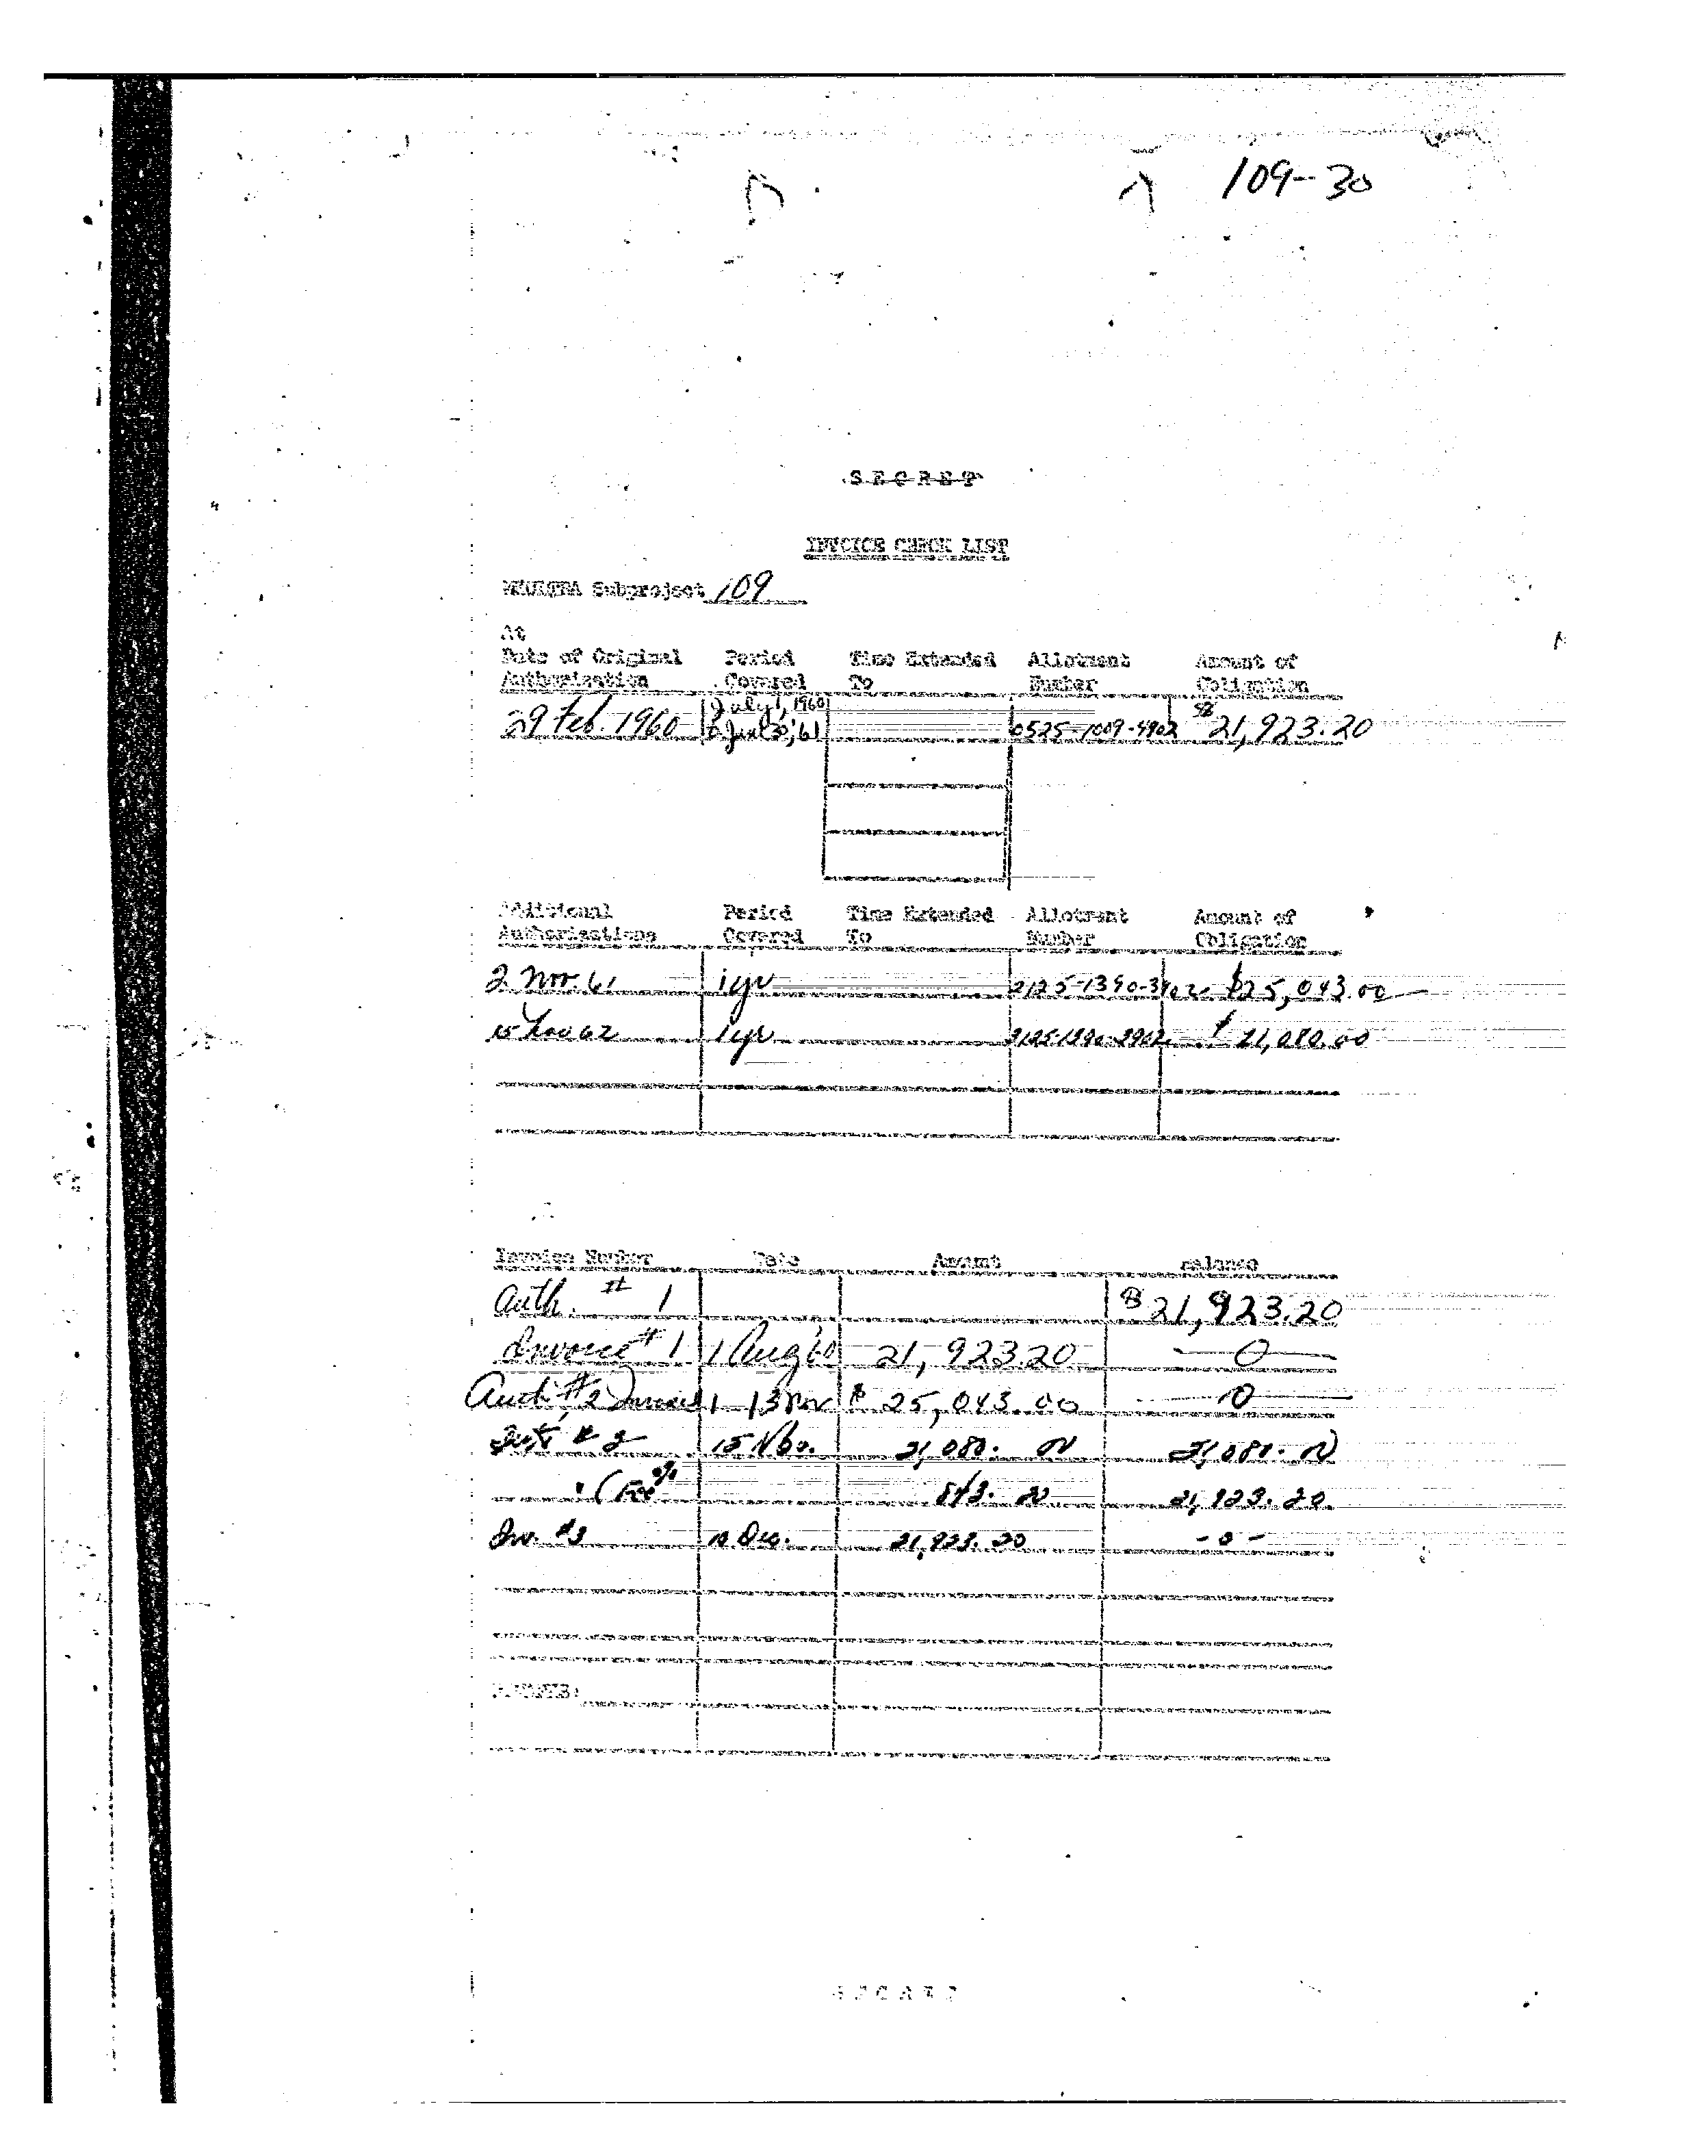 109-30
SECRET
INVOICE CHECK LIST
MKULTRA Subproject 109
At
Date of Original Period Time Extended Allotment Amount of
Authorization Covered To Number Obligation
July 1, 1960
29 Feb. 1960 June 30, '61 0525-1009-4902 $21,923.20
Additional Period Time Extended Allotment Amount of
Authorizations Covered To Number Obligation
2 Nov. 61 1 yr 2125-1390-3902 $25,043.00
15 Nov 62 1 yr 3125-1390-3902 $21,080.00
Invoice Number Date Amount Balance
Auth. # 1 $21,923.20
Invoice # 1 1 Aug '60 21,923.20 0
Auth #2 Invoice 1 13 Nov $25,043.00 0
# 2 15 Nov. 21,080. 21,080.
843.20 21,923.20
Inv. #3 10 Dec. 21,923.20 -0-
REMARKS:
SECRET